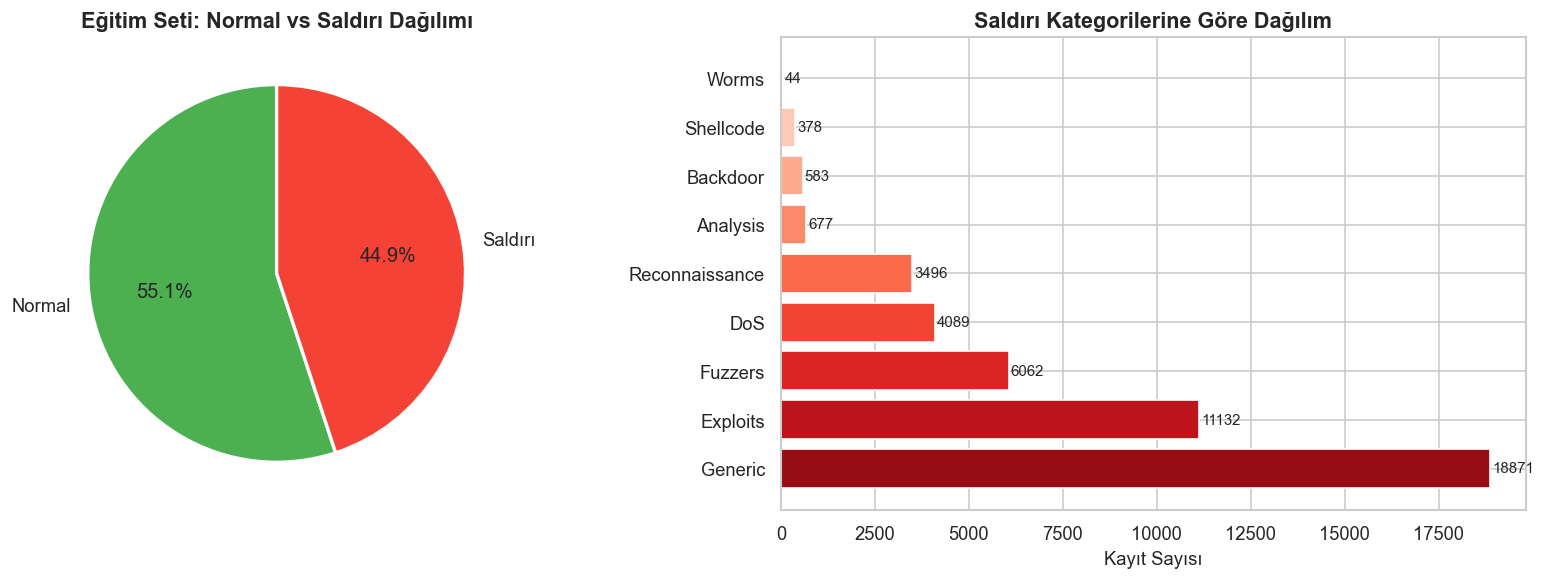 Eğitim Seti: Normal vs Saldırı Dağılımı
Normal
55.1%
44.9%
Saldırı
Saldırı Kategorilerine Göre Dağılım
Worms 44
Shellcode 378
Backdoor 583
Analysis 677
Reconnaissance 3496
DoS 4089
Fuzzers 6062
Exploits 11132
Generic 18871
0 2500 5000 7500 10000 12500 15000 17500
Kayıt Sayısı